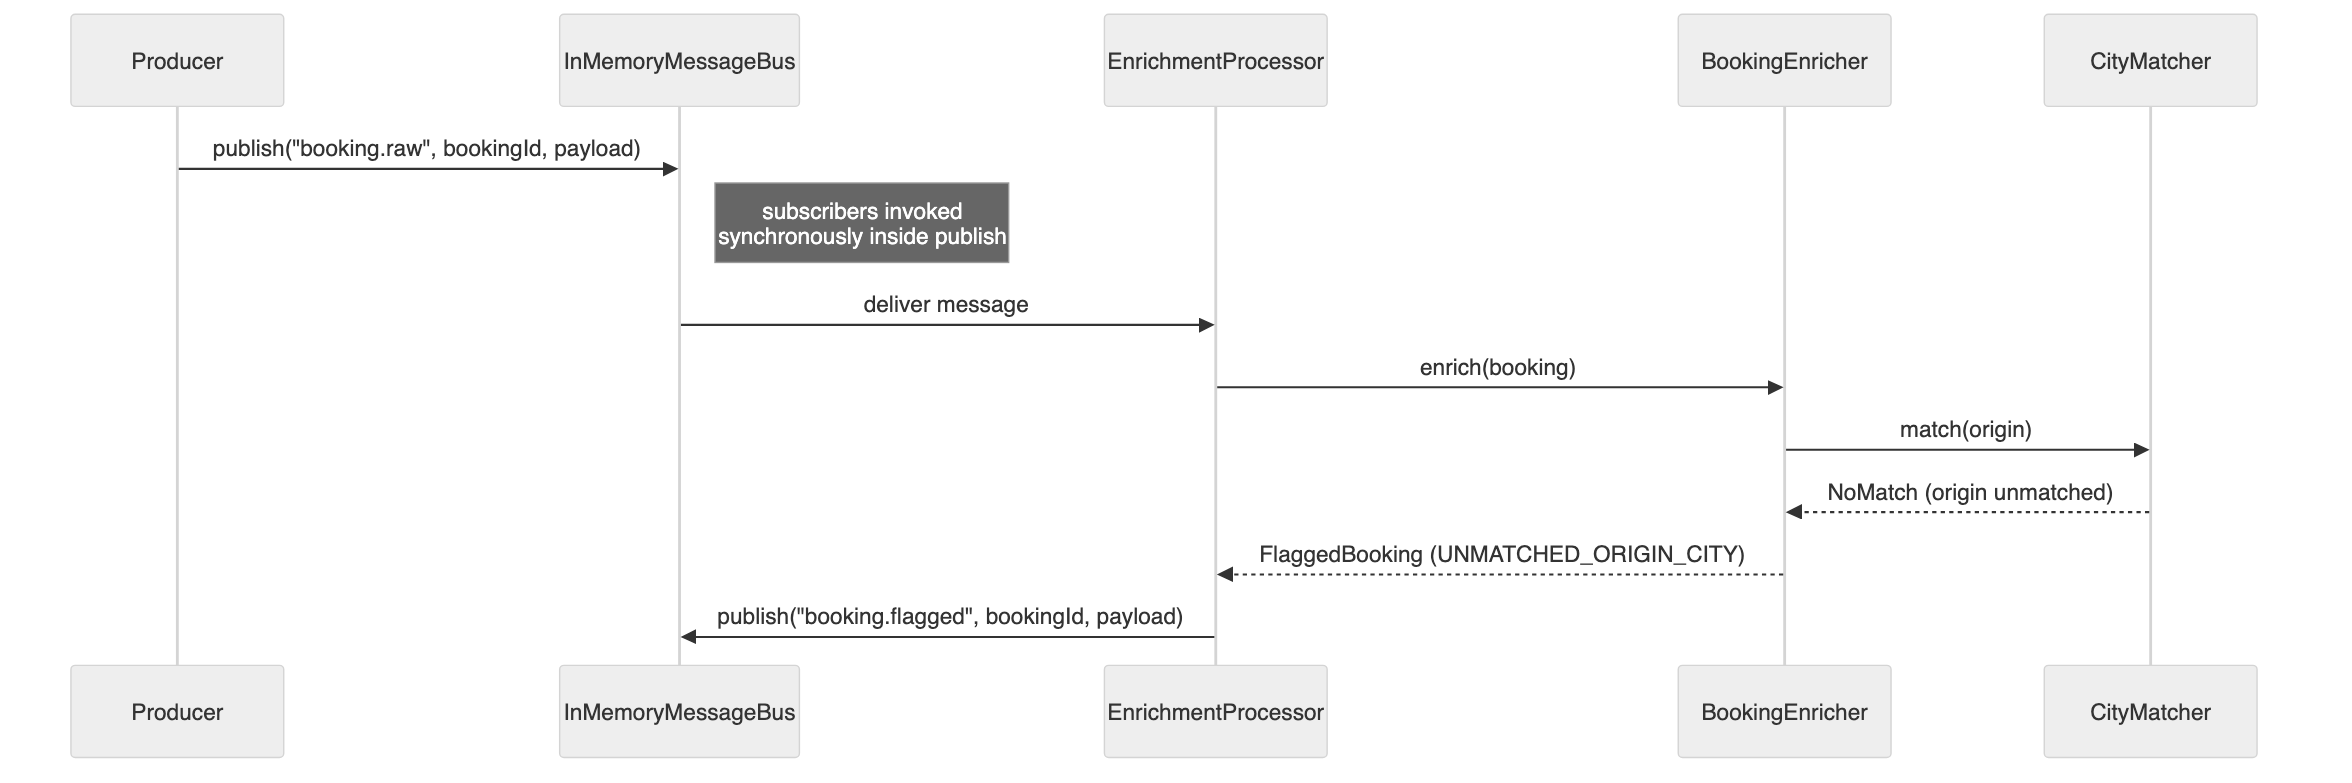 Producer
InMemoryMessageBus
EnrichmentProcessor
BookingEnricher
CityMatcher
publish("booking.raw", bookingId, payload)
subscribers invoked
synchronously inside publish
deliver message
enrich(booking)
match(origin)
NoMatch (origin unmatched)
FlaggedBooking (UNMATCHED_ORIGIN_CITY)
publish("booking.flagged", bookingId, payload)
Producer
InMemoryMessageBus
EnrichmentProcessor
BookingEnricher
CityMatcher